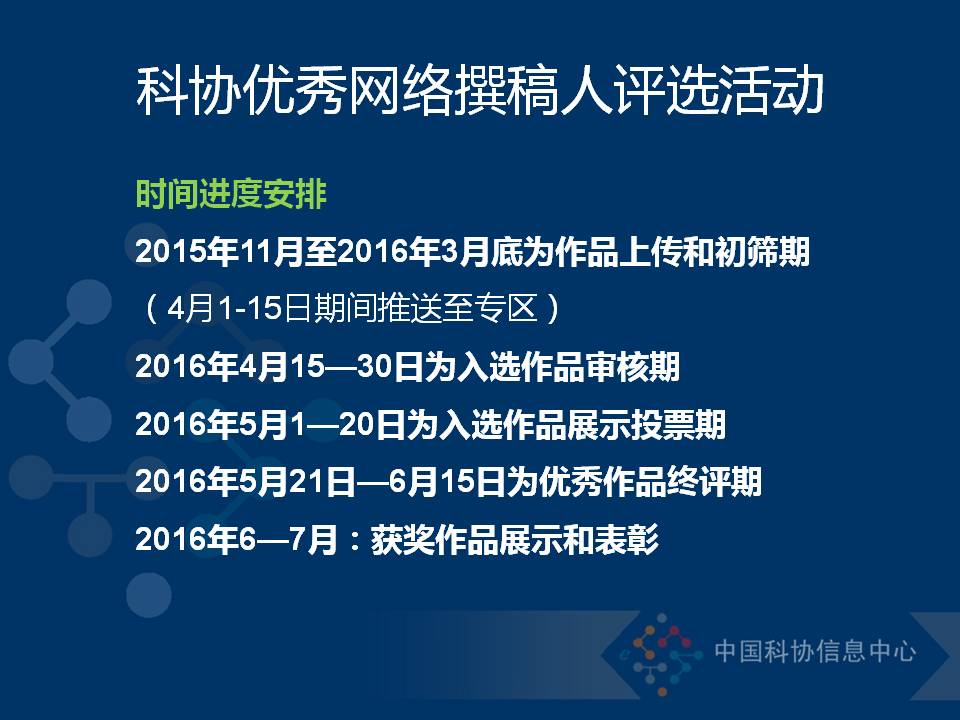 科协优秀网络撰稿人评选活动
时间进度安排
2015年11月至2016年3月底为作品上传和初筛期
（4月1-15日期间推送至专区）
2016年4月15—30日为入选作品审核期
2016年5月1—20日为入选作品展示投票期
2016年5月21日—6月15日为优秀作品终评期
2016年6—7月：获奖作品展示和表彰
中国科协信息中心